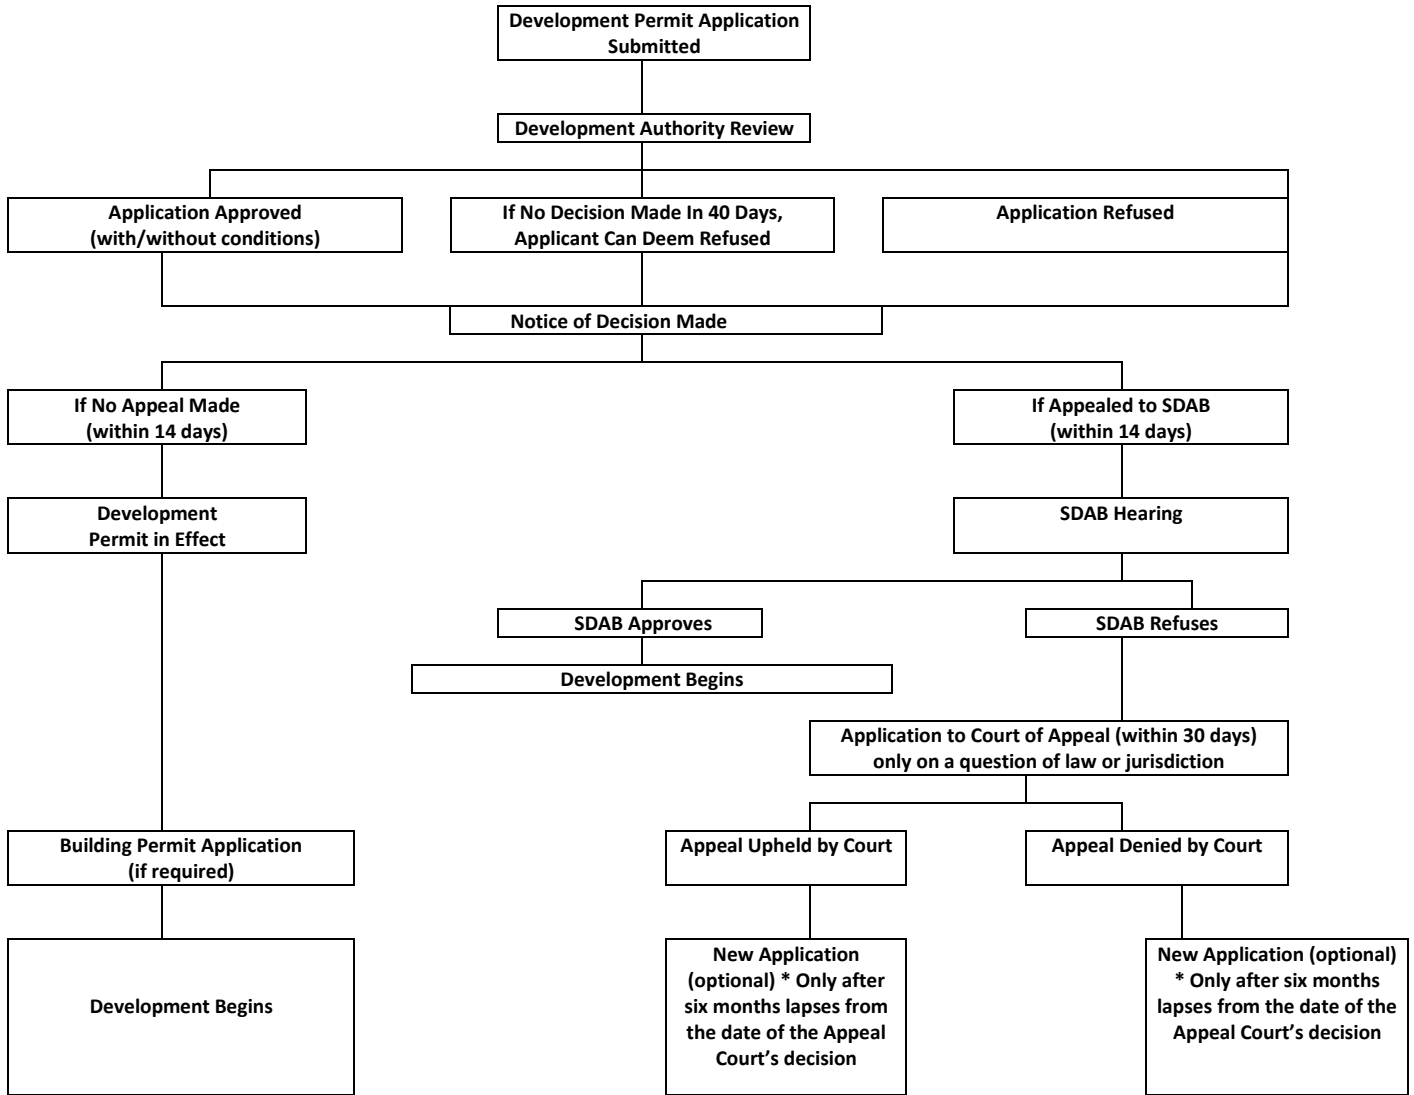 Development Permit Application
Submitted
Development Authority Review
Application Approved
(with/without conditions)
If No Decision Made In 40 Days,
Applicant Can Deem Refused
Application Refused
Notice of Decision Made
If No Appeal Made
(within 14 days)
If Appealed to SDAB
(within 14 days)
Development
Permit in Effect
SDAB Hearing
SDAB Approves
SDAB Refuses
Development Begins
Application to Court of Appeal (within 30 days)
only on a question of law or jurisdiction
Building Permit Application
(if required)
Appeal Upheld by Court
Appeal Denied by Court
Development Begins
New Application
(optional) * Only after
six months lapses from
the date of the Appeal
Court’s decision
New Application (optional)
* Only after six months
lapses from the date of the
Appeal Court’s decision